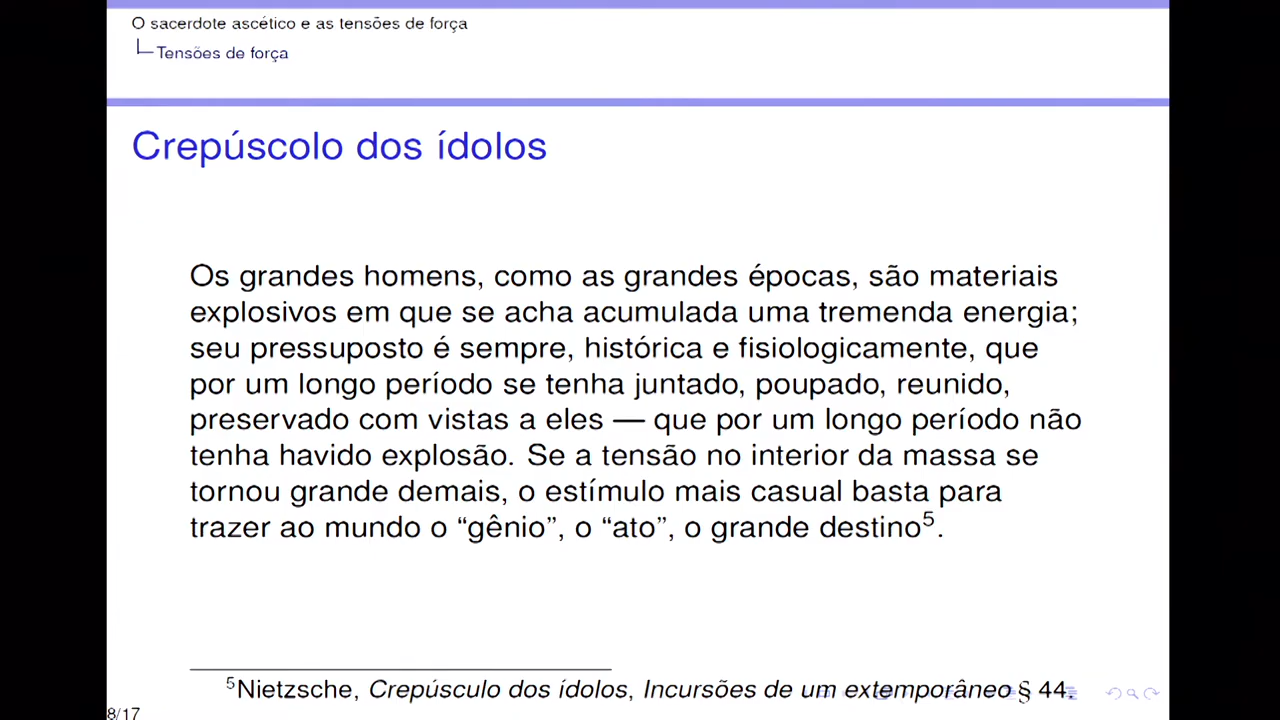 O sacerdote ascético e as tensões de força
Tensões de força
Crepúscolo dos ídolos
Os grandes homens, como as grandes épocas, são materiais
explosivos em que se acha acumulada uma tremenda energia;
seu pressuposto é sempre, histórica e fisiologicamente, que
por um longo período se tenha juntado, poupado, reunido,
preservado com vistas a eles — que por um longo período não
tenha havido explosão. Se a tensão no interior da massa se
tornou grande demais, o estímulo mais casual basta para
trazer ao mundo o “gênio”, o “ato”, o grande destino⁵.
⁵Nietzsche, Crepúsculo dos ídolos, Incursões de um extemporâneo § 44.
8/17